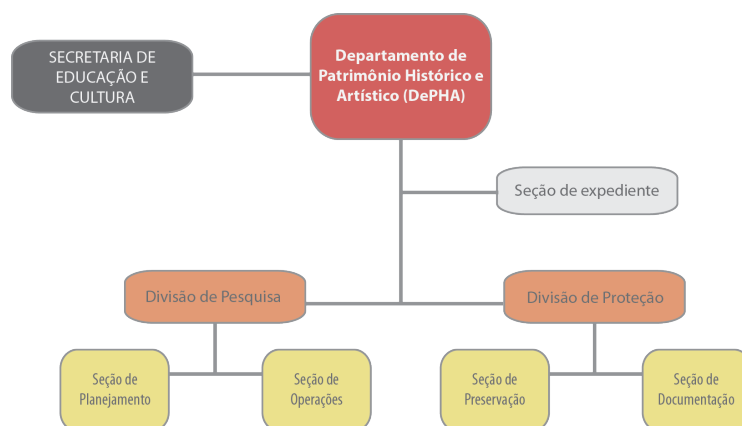 SECRETARIA DE
EDUCAÇÃO E
CULTURA
Departamento de
Patrimônio Histórico e
Artístico (DePHA)
Seção de expediente
Divisão de Pesquisa
Divisão de Proteção
Seção de
Planejamento
Seção de
Operações
Seção de
Preservação
Seção de
Documentação